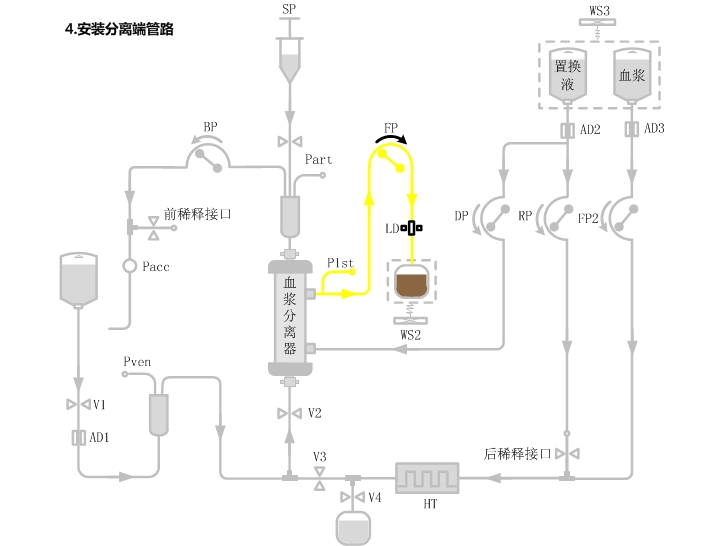 4.安装分离端管路
SP
WS3
置换
液
血浆
BP
FP
AD2
AD3
Part
前稀释接口
LD
DP
RP
FP2
Pacc
Plst
血
浆
分
离
器
WS2
Pven
V1
V2
AD1
V3
后稀释接口
V4
HT